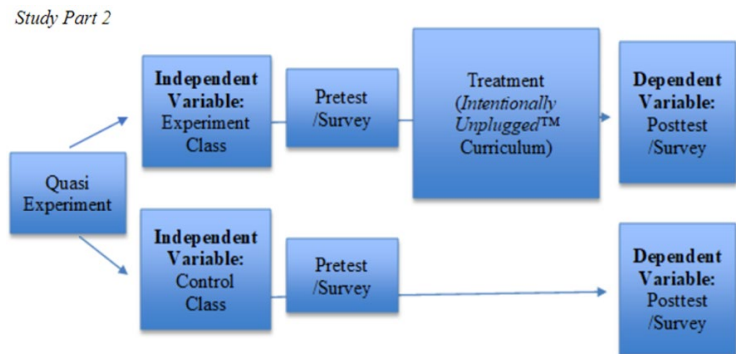 Study Part 2
Independent
Variable:
Experiment
Class
Pretest
/Survey
Treatment
(Intentionally
Unplugged™
Curriculum)
Dependent
Variable:
Posttest
/Survey
Quasi
Experiment
Independent
Variable:
Control
Class
Pretest
/Survey
Dependent
Variable:
Posttest
/Survey